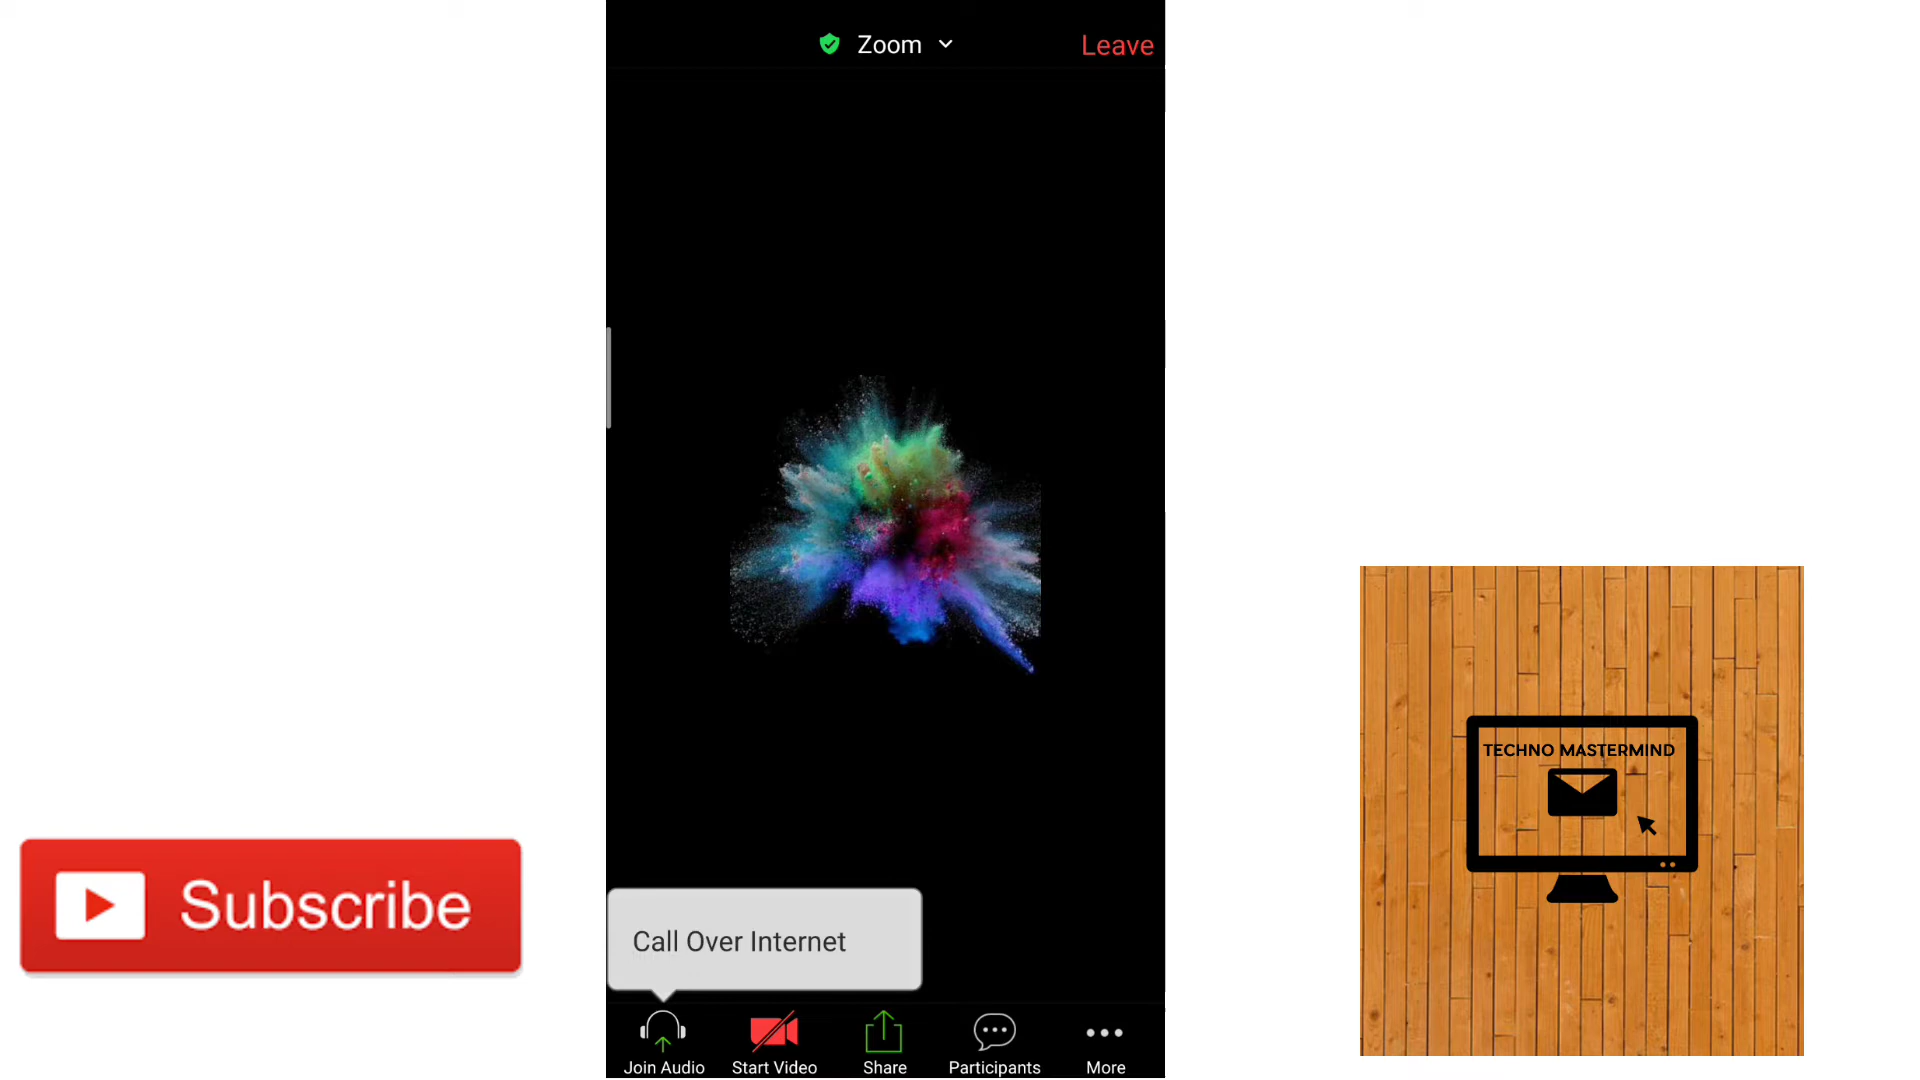 Zoom
Leave
Call Over Internet
Join Audio
Start Video
Share
Participants
More
Subscribe
TECHNO MASTERMIND